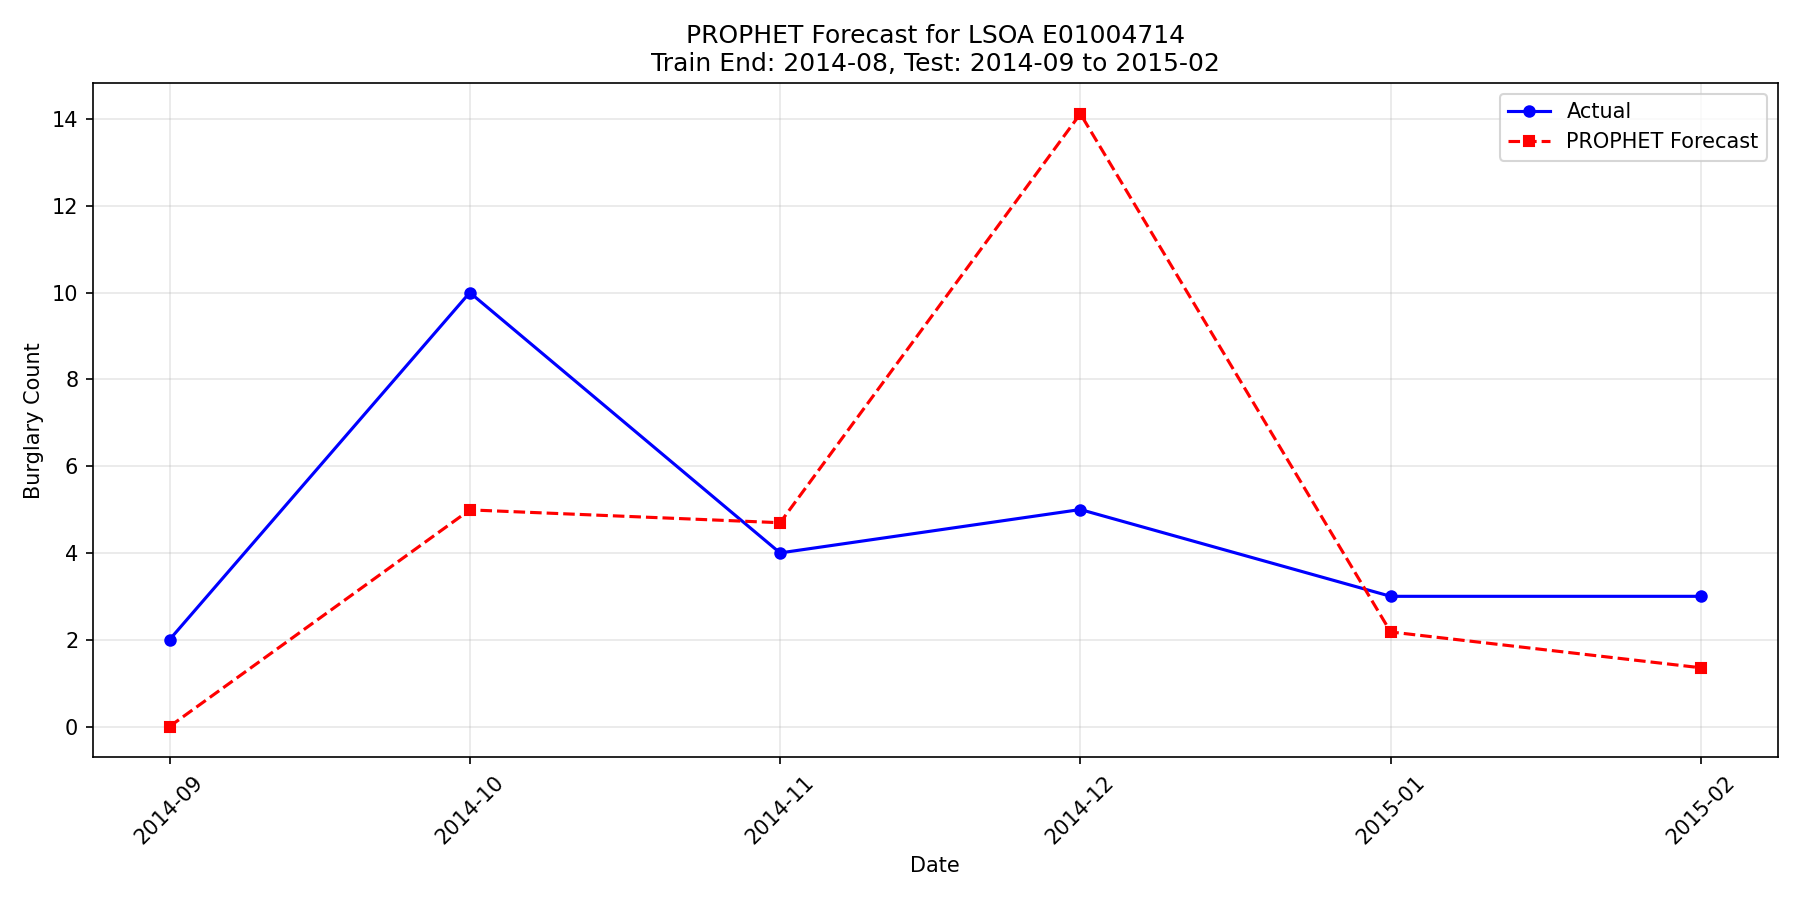 PROPHET Forecast for LSOA E01004714
Train End: 2014-08, Test: 2014-09 to 2015-02
Actual
PROPHET Forecast
Burglary Count
14
12
10
8
6
4
2
0
2014-09
2014-10
2014-11
2014-12
2015-01
2015-02
Date